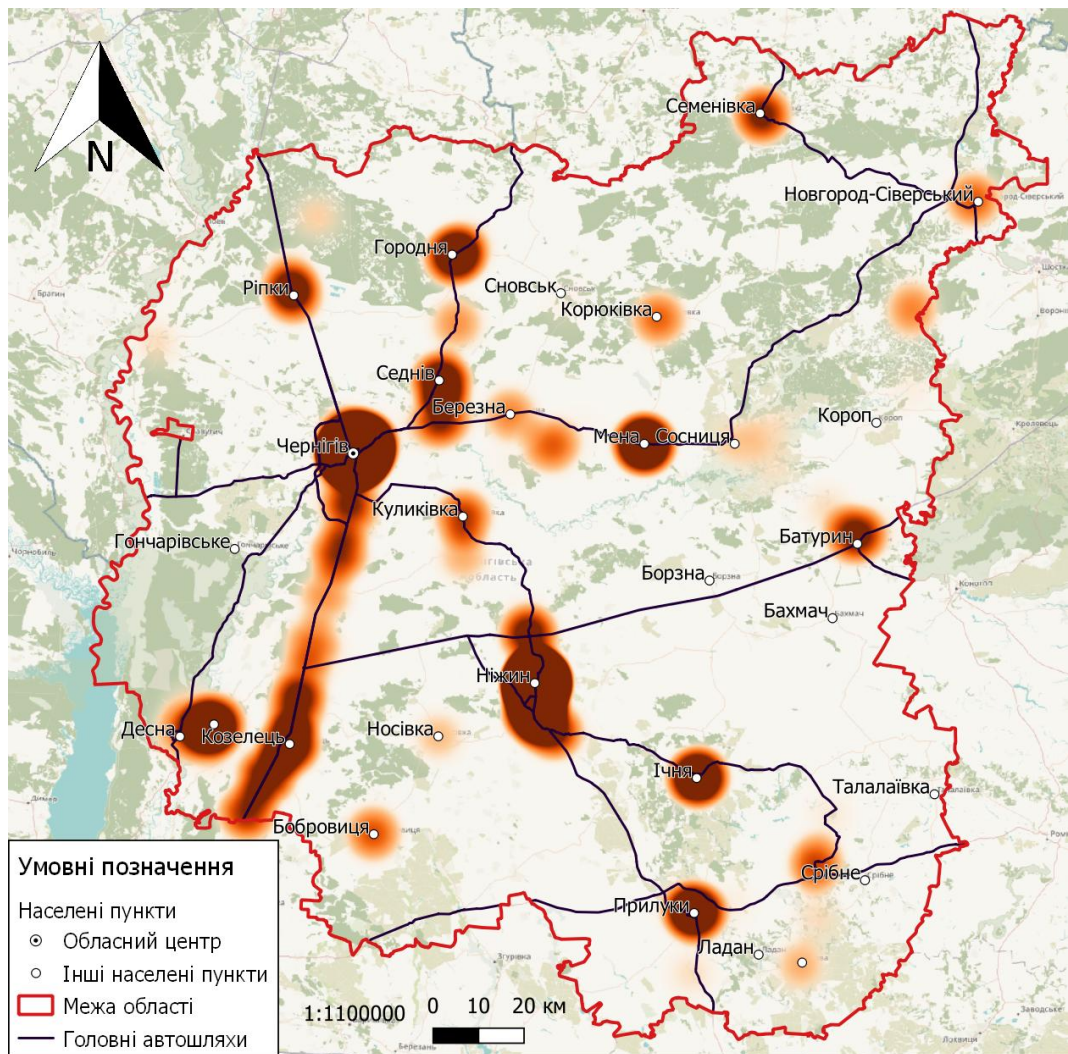 N
Семенівка
Новгород-Сіверський
Городня
Сновськ
Ріпки
Корюківка
Седнів
Березна
Короп
Чернігів
Мена
Сосниця
Куликівка
Батурин
Гончарівське
Борзна
Бахмач
Ніжин
Десна
Козелець
Носівка
Ічня
Талалаївка
Бобровиця
Срібне
Прилуки
Ладан
Умовні позначення
Населені пункти
Обласний центр
Інші населені пункти
Межа області
Головні автошляхи
1:1100000 0 10 20 км